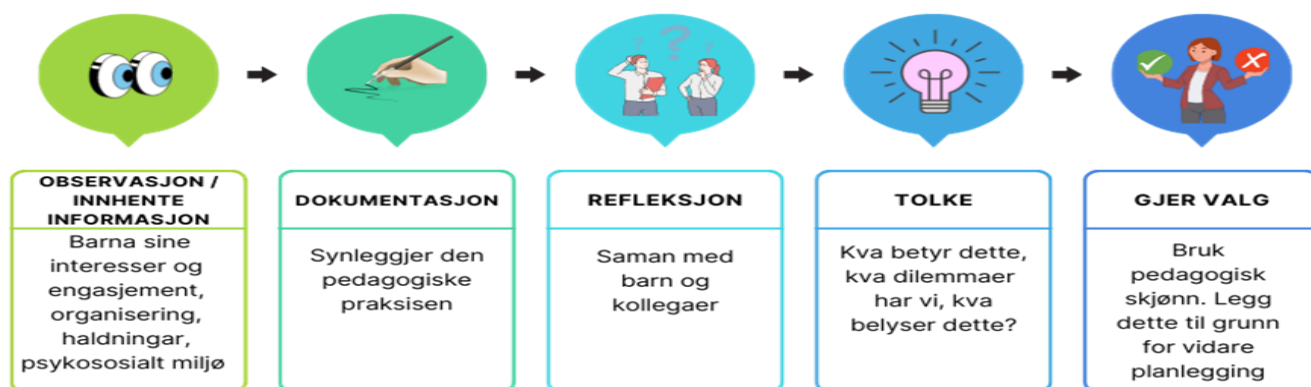 OBSERVASJON /
INNHENTE
INFORMASJON
Barna sine
interesser og
engasjement,
organisering,
haldningar,
psykososialt miljø
DOKUMENTASJON
Synleggjer den
pedagogiske
praksisen
REFLEKSJON
Saman med
barn og
kollegaer
TOLKE
Kva betyr dette,
kva dilemmaer
har vi, kva
belyser dette?
GJER VALG
Bruk
pedagogisk
skjønn. Legg
dette til grunn
for vidare
planlegging